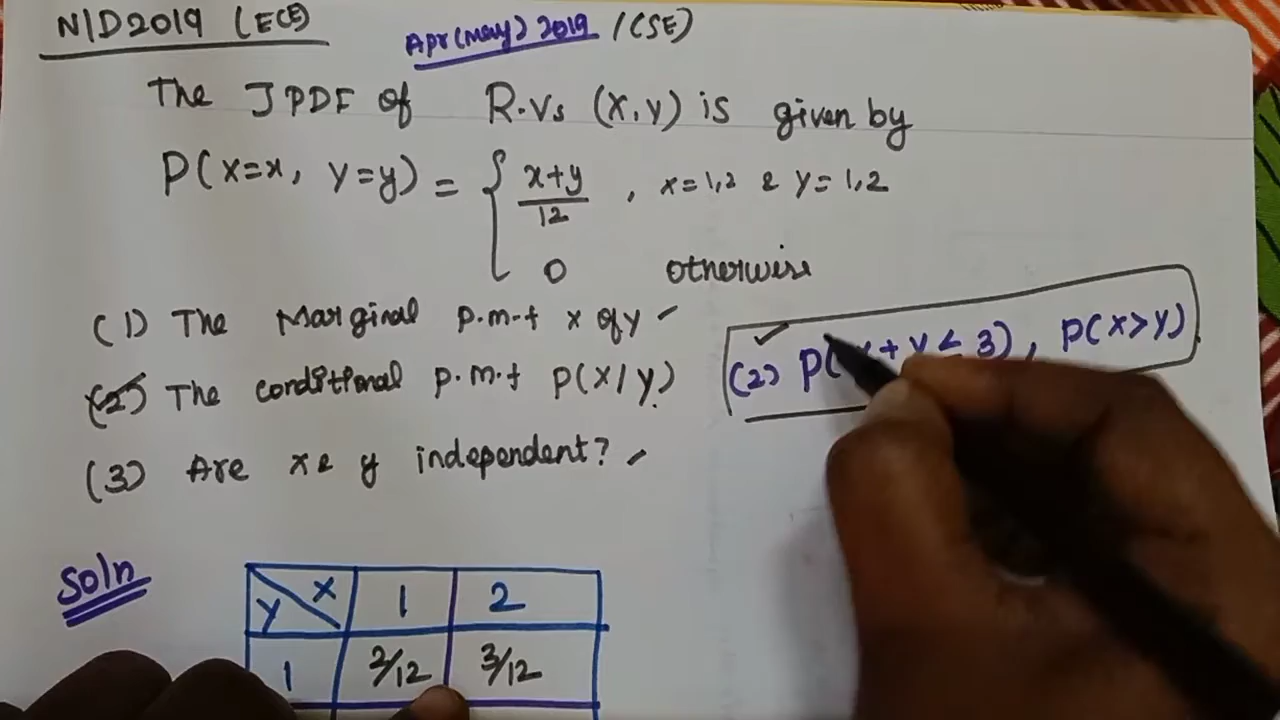 N/D2019 (ECE)
Apr(may) 2019 /(CSE)
The JPDF of R.Vs (X,Y) is given by
P(X=x, Y=y) = { x+y/12 , x=1,2 & y=1,2
0 otherwise
(1) The Marginal p.m.f x of y ✓
(2) The conditional p.m.f P(X/Y).
(3) Are x & y independent? ✓
✓
(2) P( + Y < 3), P(X>Y).
Soln
Y X 1 2
1 2/12 3/12